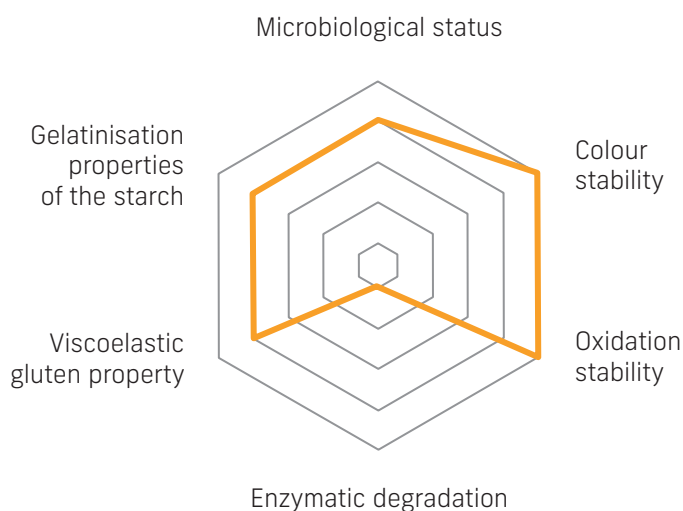 Microbiological status
Gelatinisation
properties
of the starch
Colour
stability
Viscoelastic
gluten property
Oxidation
stability
Enzymatic degradation